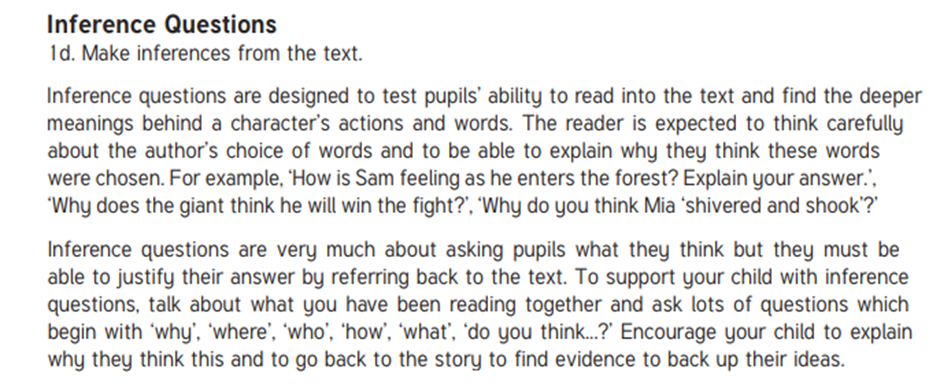 Inference Questions
1d. Make inferences from the text.
Inference questions are designed to test pupils' ability to read into the text and find the deeper
meanings behind a character's actions and words. The reader is expected to think carefully
about the author's choice of words and to be able to explain why they think these words
were chosen. For example, 'How is Sam feeling as he enters the forest? Explain your answer.',
'Why does the giant think he will win the fight?', 'Why do you think Mia 'shivered and shook'?'
Inference questions are very much about asking pupils what they think but they must be
able to justify their answer by referring back to the text. To support your child with inference
questions, talk about what you have been reading together and ask lots of questions which
begin with 'why', 'where', 'who', 'how', 'what', 'do you think...?' Encourage your child to explain
why they think this and to go back to the story to find evidence to back up their ideas.